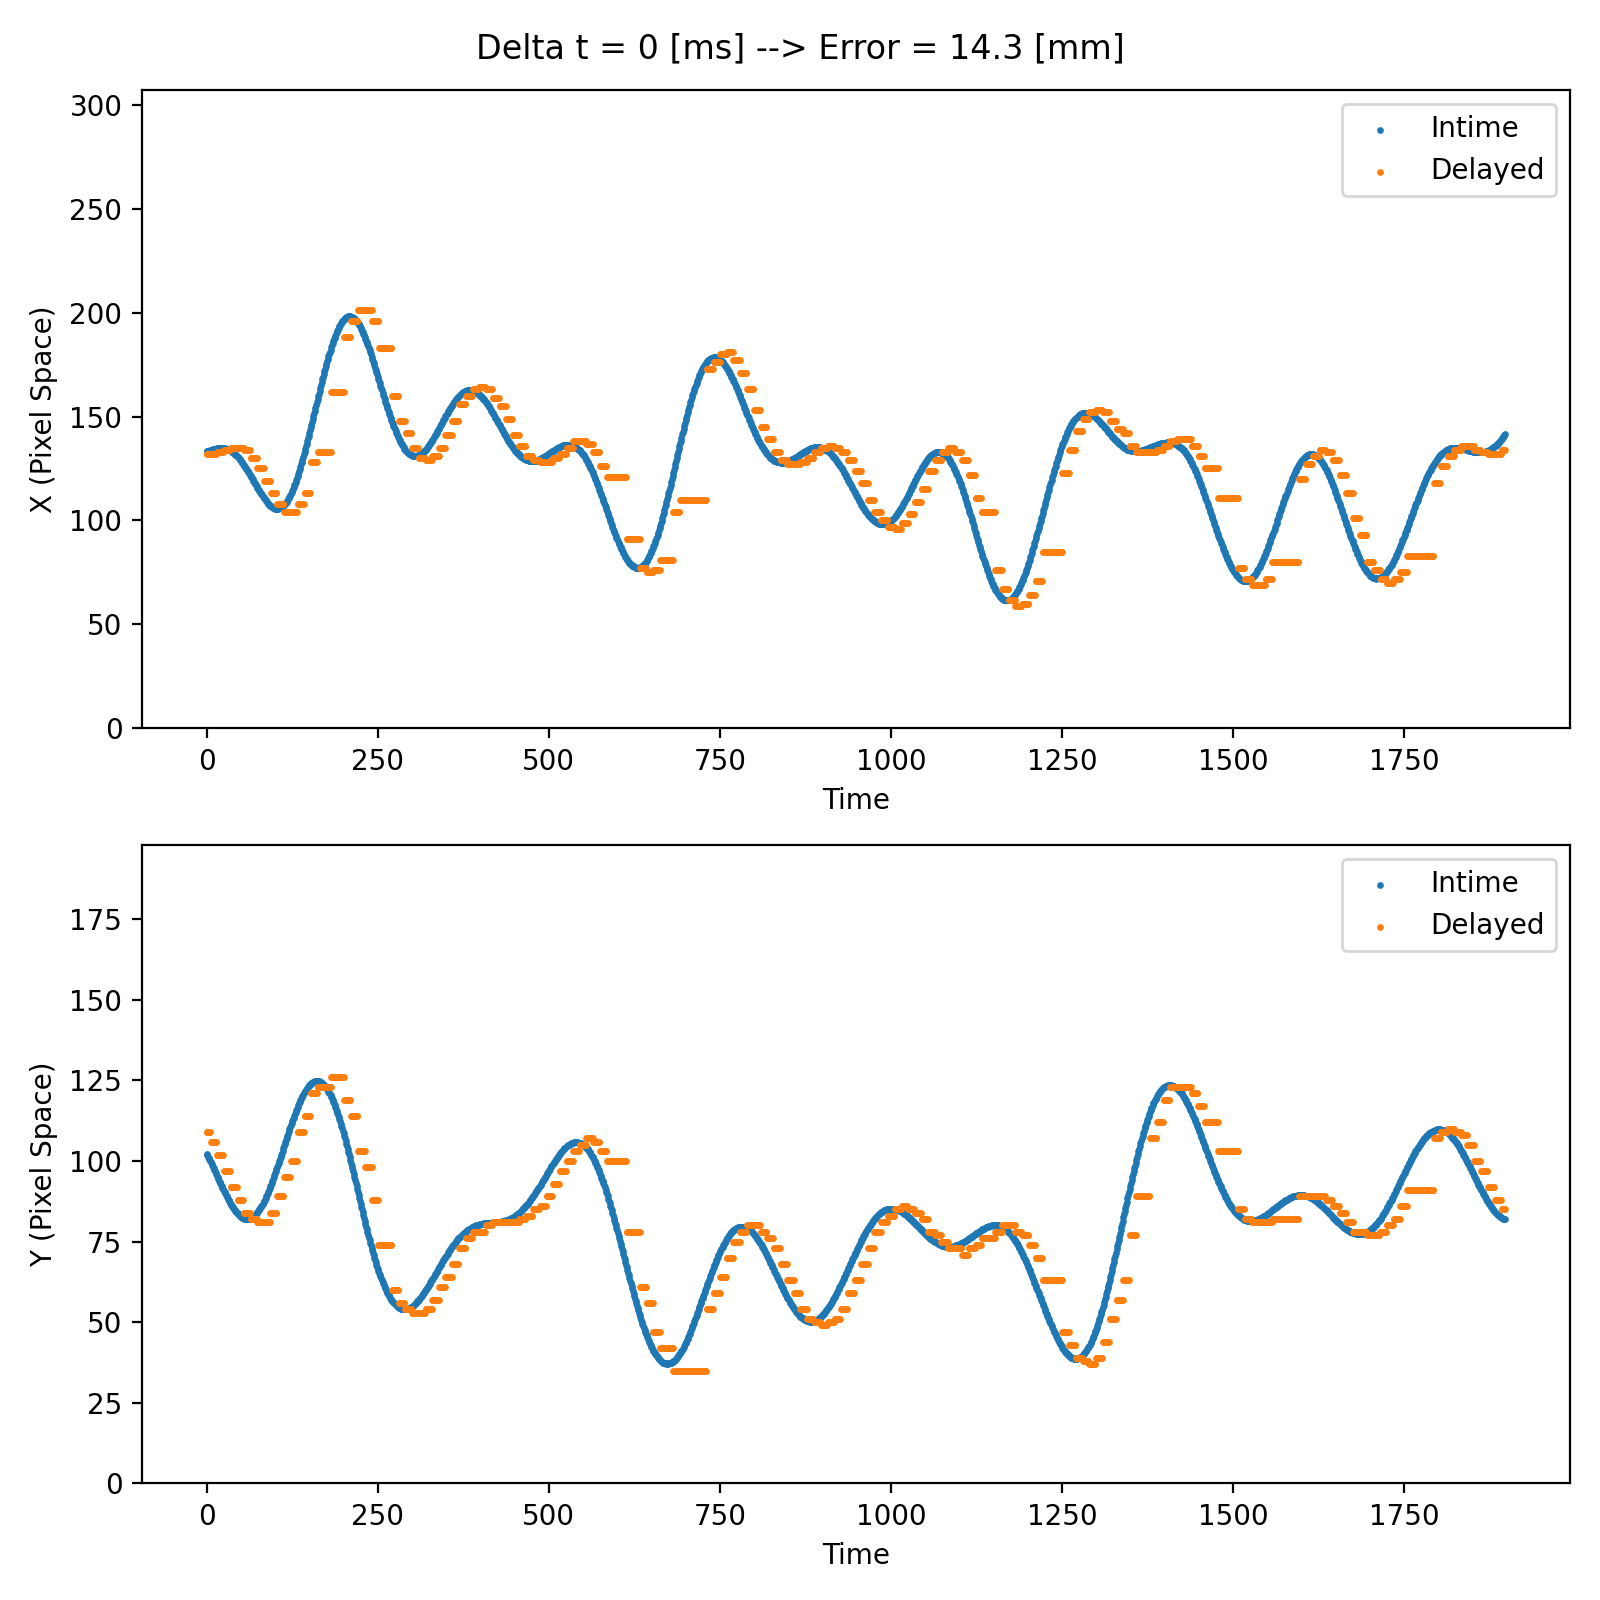 Delta t = 0 [ms] --> Error = 14.3 [mm]
300
250
200
150
100
50
0
X (Pixel Space)
Intime
Delayed
0 250 500 750 1000 1250 1500 1750
Time
175
150
125
100
75
50
25
0
Y (Pixel Space)
Intime
Delayed
0 250 500 750 1000 1250 1500 1750
Time